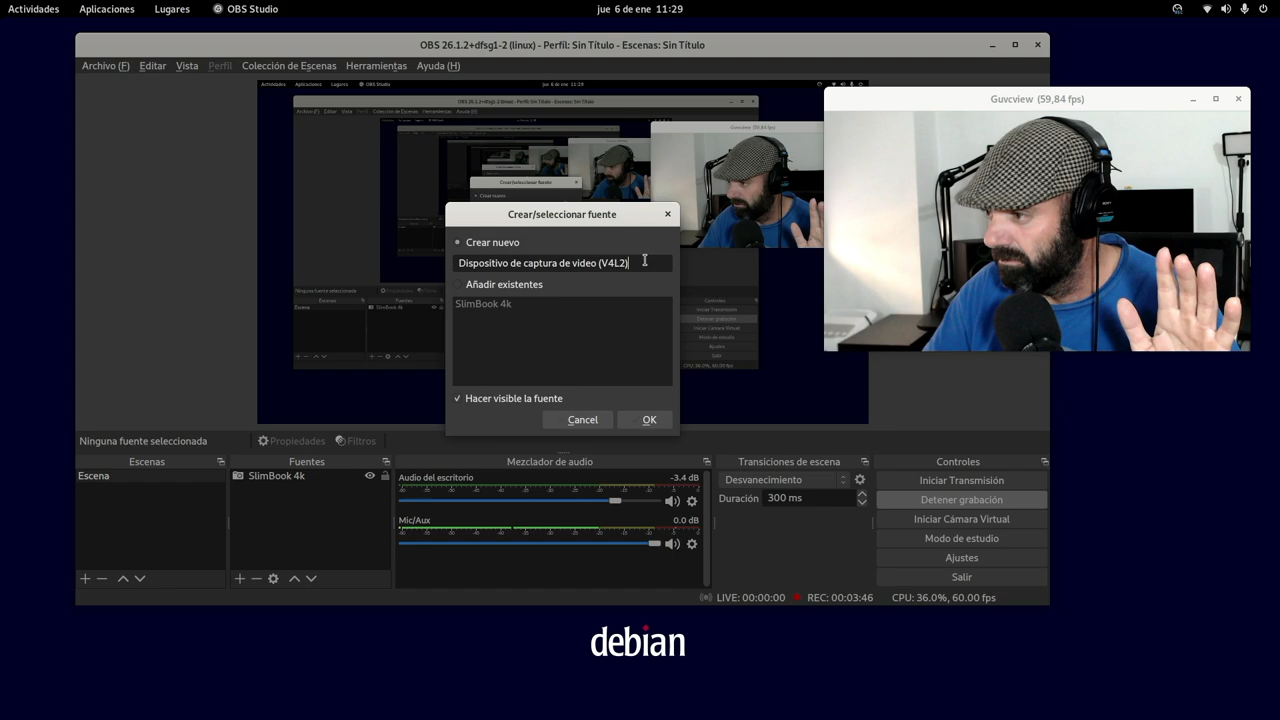 Actividades Aplicaciones Lugares OBS Studio jue 6 de ene 11:29
OBS 26.1.2+dfsg1-2 (linux) - Perfil: Sin Título - Escenas: Sin Título
Archivo (F) Editar Vista Perfil Colección de Escenas Herramientas Ayuda (H)
Guvcview (59,84 fps)
Crear/seleccionar fuente
Crear nuevo
Dispositivo de captura de video (V4L2)
Añadir existentes
SlimBook 4k
Hacer visible la fuente
Cancel OK
Ninguna fuente seleccionada Propiedades Filtros
Escenas
Escena
Fuentes
SlimBook 4k
Mezclador de audio
Audio del escritorio -3.4 dB
Mic/Aux 0.0 dB
Transiciones de escena
Desvanecimiento
Duración 300 ms
Controles
Iniciar Transmisión
Detener grabación
Iniciar Cámara Virtual
Modo de estudio
Ajustes
Salir
LIVE: 00:00:00 REC: 00:03:46 CPU: 36.0%, 60.00 fps
debian